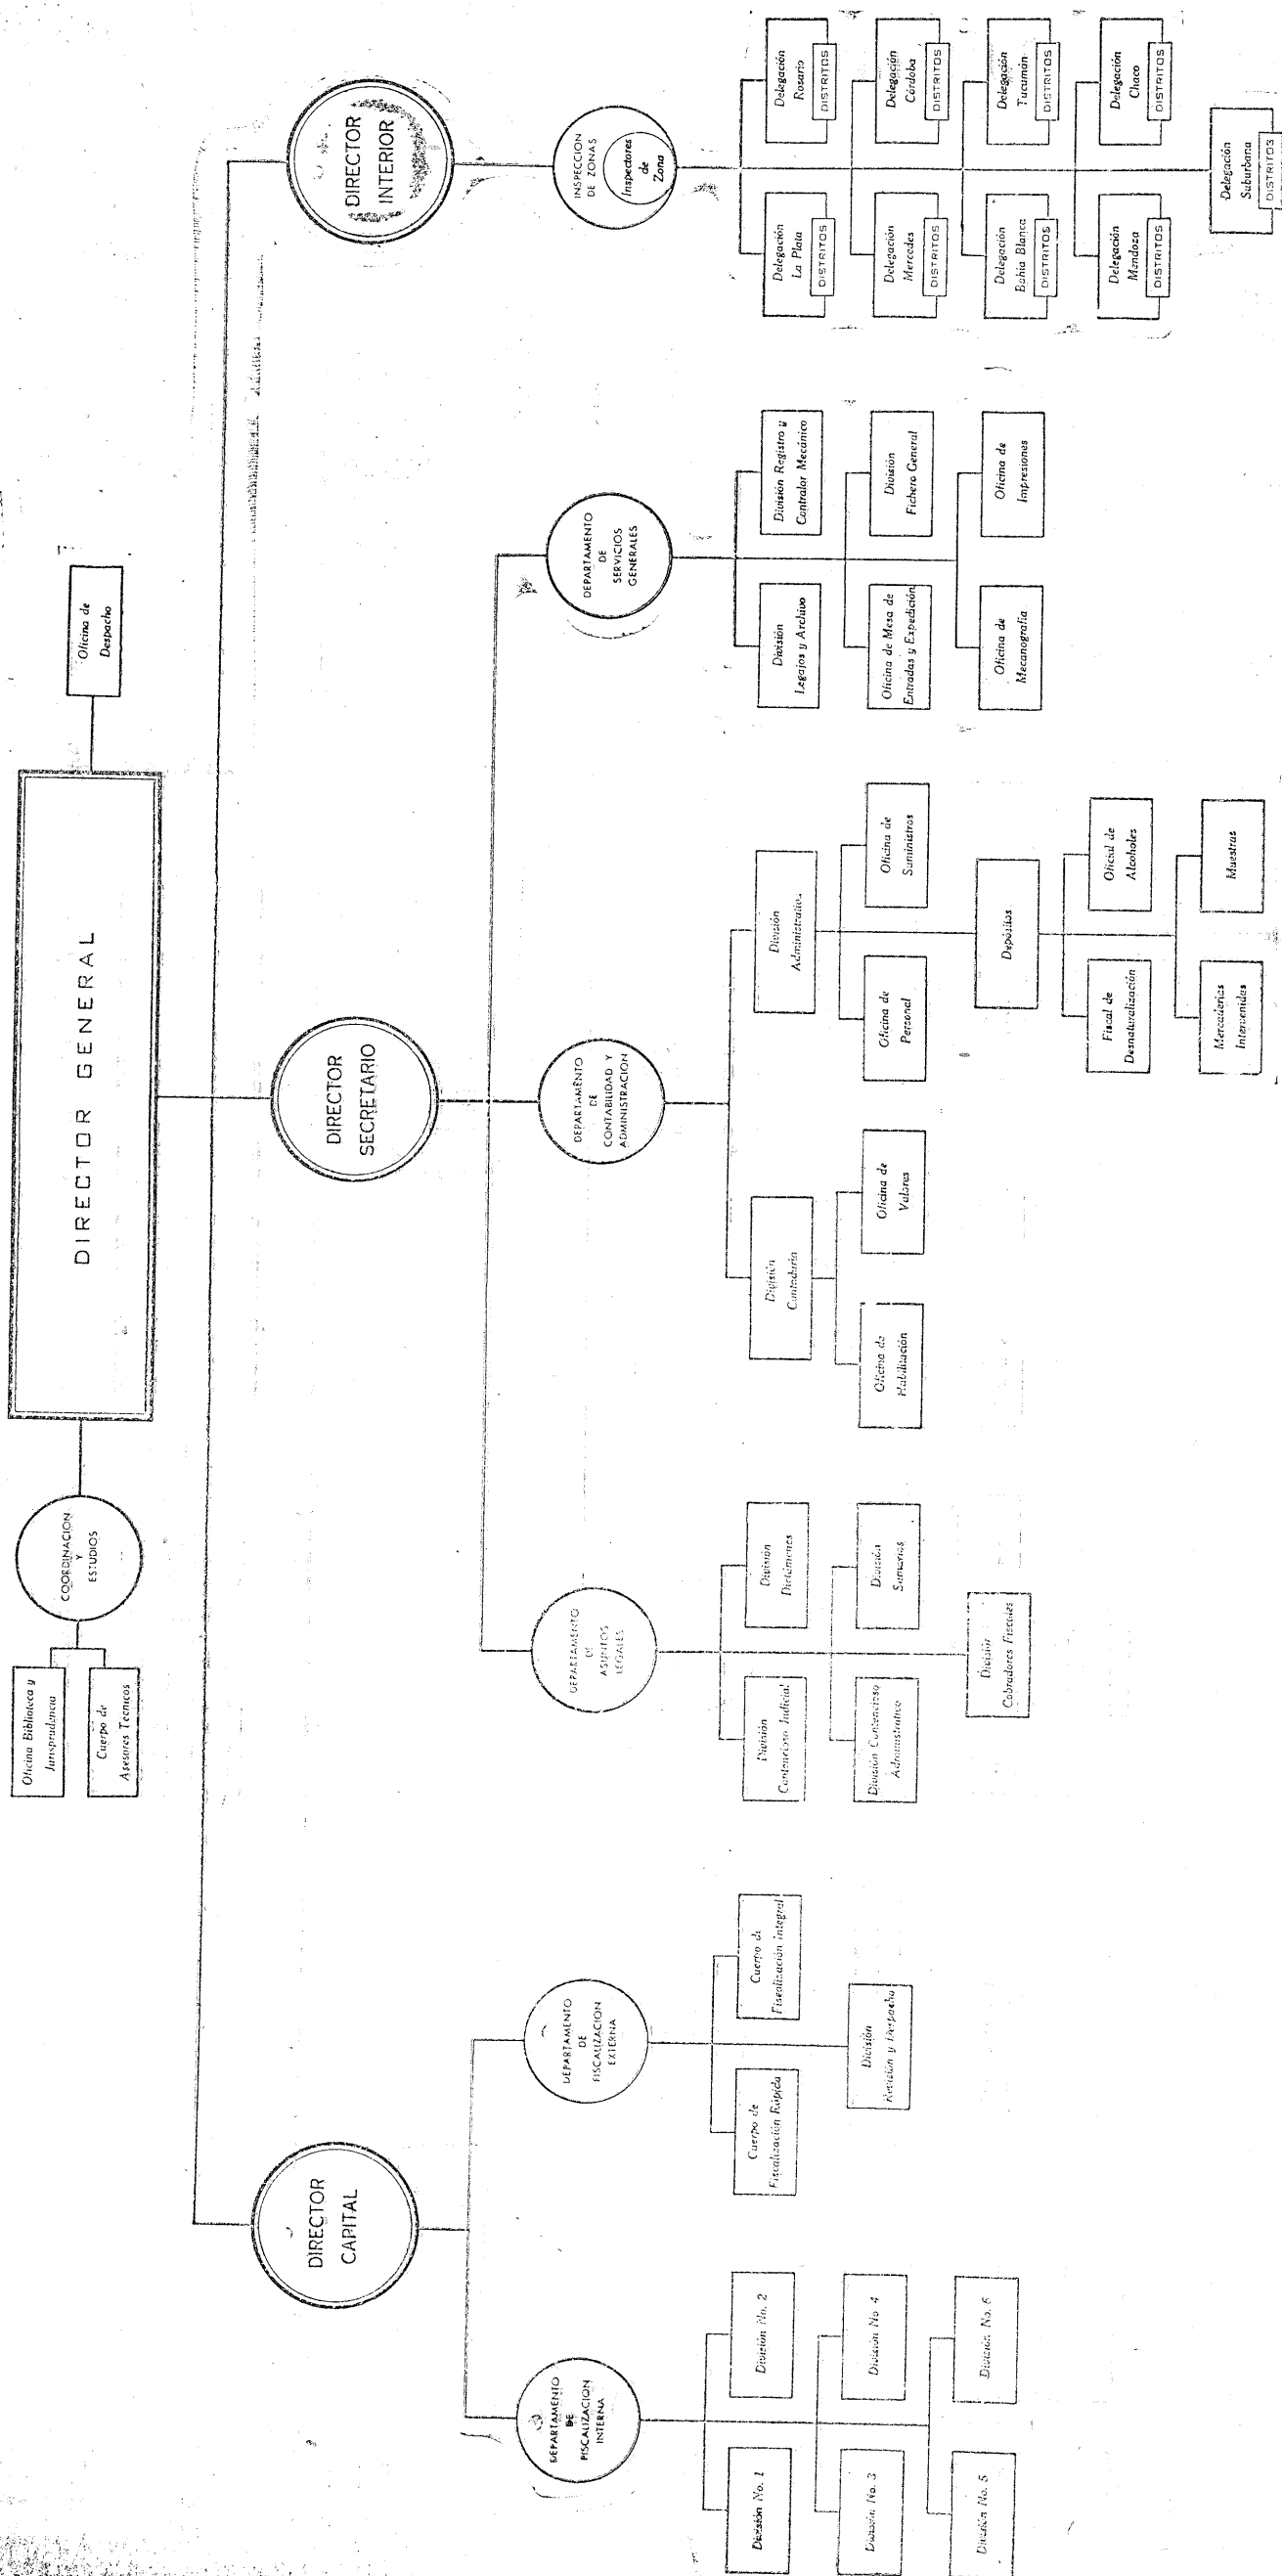 DIRECTOR GENERAL
Oficina de
Despacho
COORDINACION
Y
ESTUDIOS
Oficina Biblioteca y
Jurisprudencia
Cuerpo de
Asesores Tecnicos
DIRECTOR
CAPITAL
DIRECTOR
SECRETARIO
DIRECTOR
INTERIOR
DEPARTAMENTO
DE
FISCALIZACION
INTERNA
División No. 1
División No. 2
División No. 3
División No 4
División No. 5
División No. 6
DEPARTAMENTO
DE
FISCALIZACION
EXTERNA
Cuerpo de
Fiscalización Rápida
Cuerpo de
Fiscalización Integral
División
Revisión y Despacho
DEPARTAMENTO
DE
ASUNTOS
LEGALES
División
Contencioso Judicial
División
Dictámenes
División Contencioso
Administrativo
División
Sumarios
División
Cobradores Fiscales
DEPARTAMENTO
DE
CONTABILIDAD Y
ADMINISTRACION
División
Contaduría
Oficina de
Habilitación
Oficina de
Valores
División
Administrativa
Oficina de
Personal
Oficina de
Suministros
Depósitos
Fiscal de
Desnaturalización
Oficial de
Alcoholes
Mercaderías
Intervenidas
Muestras
DEPARTAMENTO
DE
SERVICIOS
GENERALES
División
Legajos y Archivo
División Registro y
Contralor Mecánico
Oficina de Mesa de
Entradas y Expedición
División
Fichero General
Oficina de
Mecanografía
Oficina de
Impresiones
INSPECCION
DE ZONAS
Inspectores
de
Zona
Delegación
La Plata
DISTRITOS
Delegación
Rosario
DISTRITOS
Delegación
Mercedes
DISTRITOS
Delegación
Córdoba
DISTRITOS
Delegación
Bahía Blanca
DISTRITOS
Delegación
Tucumán
DISTRITOS
Delegación
Mendoza
DISTRITOS
Delegación
Chaco
DISTRITOS
Delegación
Suburbana
DISTRITOS